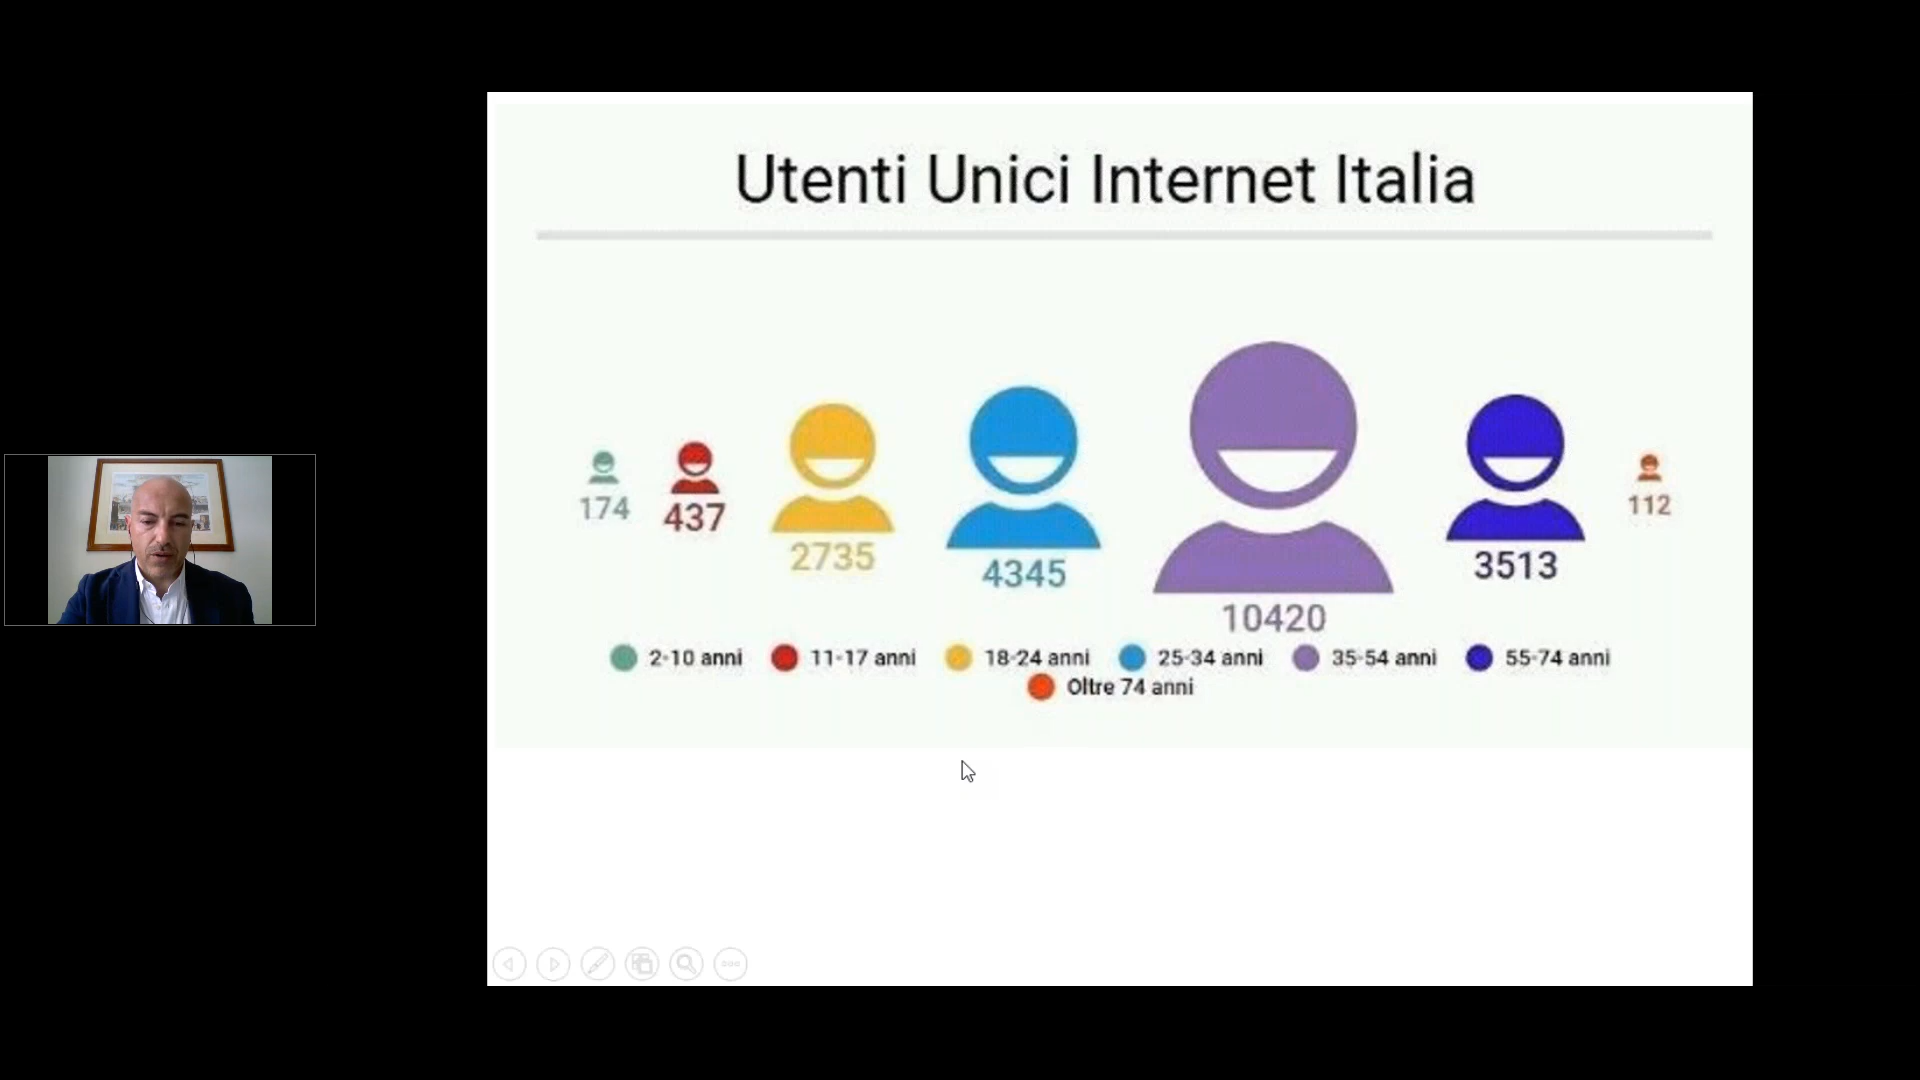 Utenti Unici Internet Italia
174
437
2735
4345
10420
3513
112
2-10 anni
11-17 anni
18-24 anni
25-34 anni
35-54 anni
55-74 anni
Oltre 74 anni